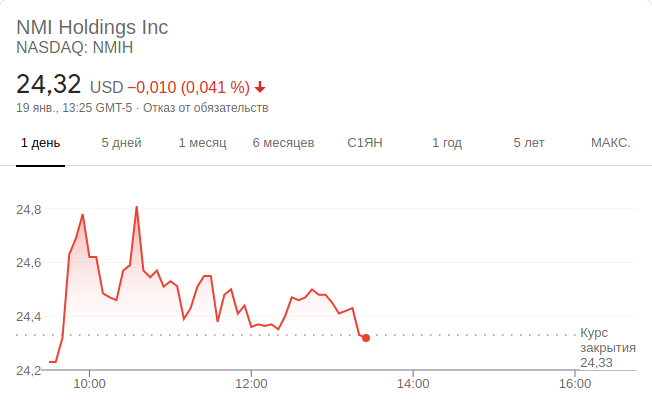 NMI Holdings Inc
NASDAQ: NMIH
24,32 USD −0,010 (0,041 %)
19 янв., 13:25 GMT-5 · Отказ от обязательств
1 день 5 дней 1 месяц 6 месяцев С1ЯН 1 год 5 лет МАКС.
24,8
24,6
24,4
Курс
закрытия
24,33
24,2
10:00 12:00 14:00 16:00